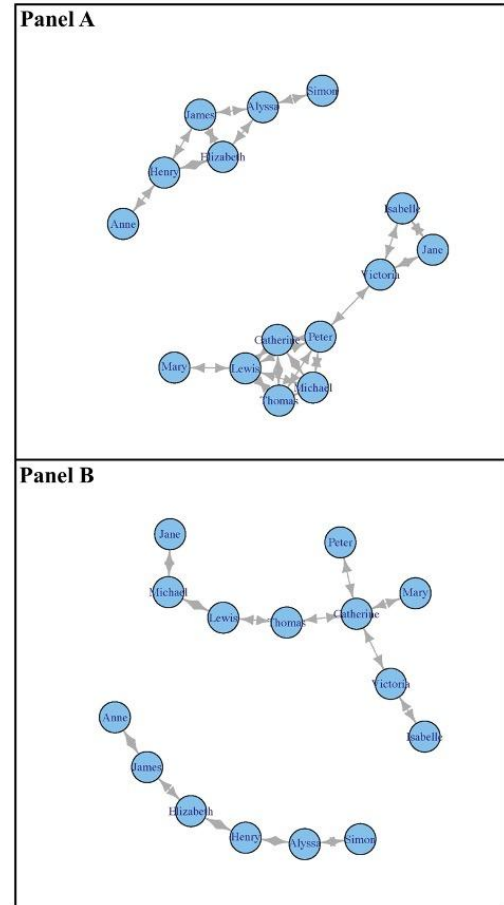 Panel A
Simon
Alyssa
James
Elizabeth
Henry
Anne
Isabelle
Jane
Victoria
Peter
Catherine
Mary
Lewis
Michael
Thomas
Panel B
Jane
Peter
Michael
Mary
Lewis
Thomas
Catherine
Victoria
Anne
Isabelle
James
Elizabeth
Henry
Alyssa
Simon